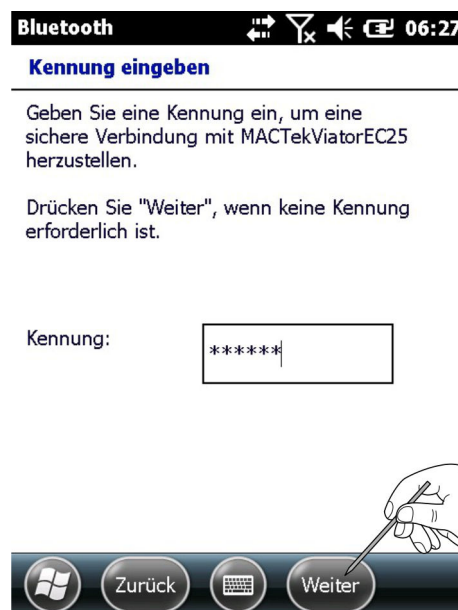 Bluetooth 06:27
Kennung eingeben
Geben Sie eine Kennung ein, um eine
sichere Verbindung mit MACTekViatorEC25
herzustellen.
Drücken Sie "Weiter", wenn keine Kennung
erforderlich ist.
Kennung: ******
Zurück Weiter